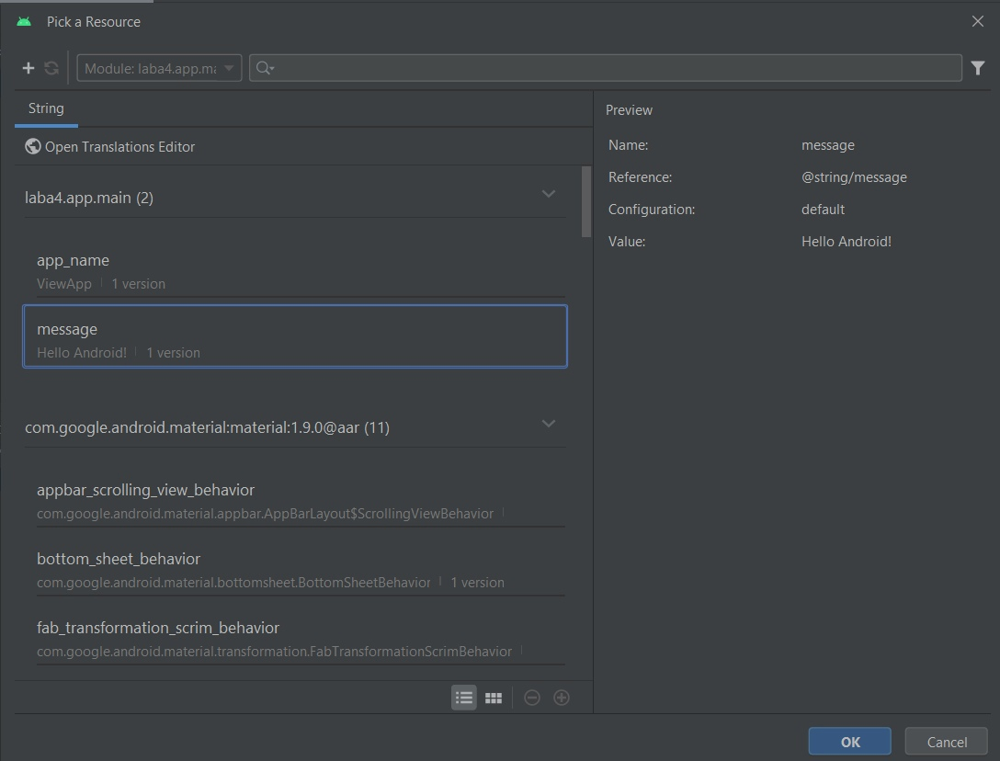 Pick a Resource
Module: laba4.app.ma
String
Open Translations Editor
laba4.app.main (2)
app_name
ViewApp | 1 version
message
Hello Android! | 1 version
com.google.android.material:material:1.9.0@aar (11)
appbar_scrolling_view_behavior
com.google.android.material.appbar.AppBarLayout$ScrollingViewBehavior |
bottom_sheet_behavior
com.google.android.material.bottomsheet.BottomSheetBehavior | 1 version
fab_transformation_scrim_behavior
com.google.android.material.transformation.FabTransformationScrimBehavior |
Preview
Name: message
Reference: @string/message
Configuration: default
Value: Hello Android!
OK Cancel